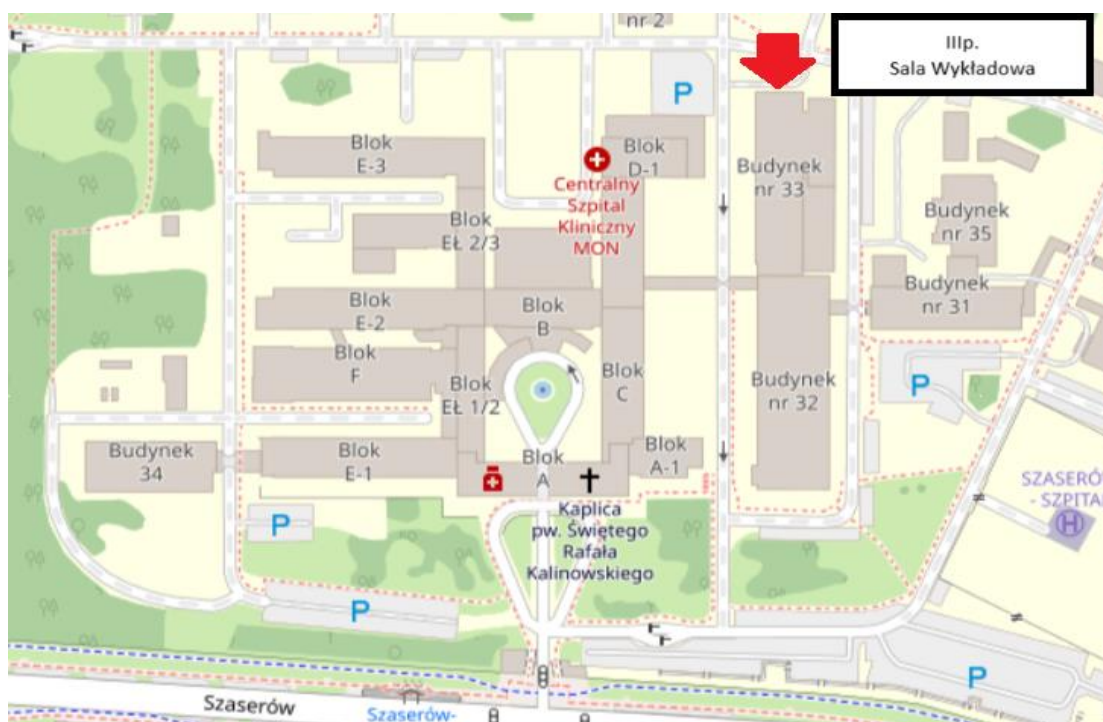 nr 2
IIIp.
Sala Wykładowa
P
Blok
E-3
Blok
D-1
Centralny
Szpital
Kliniczny
MON
Budynek
nr 33
Blok
EŁ 2/3
Budynek
nr 35
Blok
E-2
Blok
B
Budynek
nr 31
Blok
F
Blok
EŁ 1/2
Blok
C
Budynek
nr 32
P
Budynek
34
Blok
E-1
Blok
A
Blok
A-1
SZASERÓW
- SZPITAL
H
P
Kaplica
pw. Świętego
Rafała
Kalinowskiego
P
P
Szaserów
Szaserów-